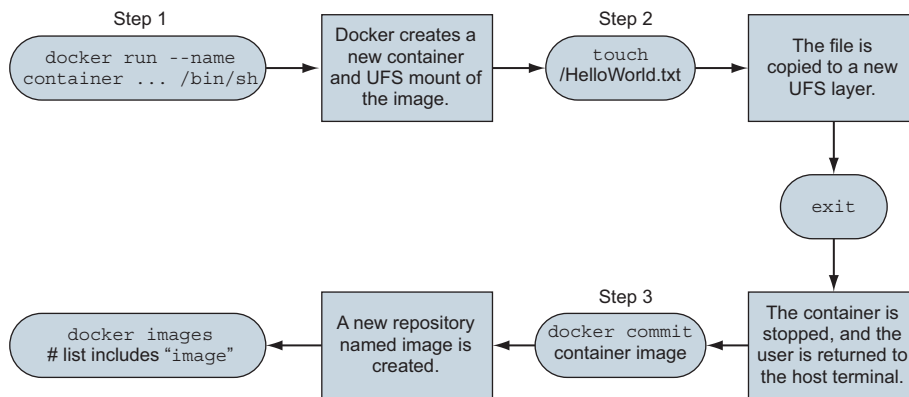 Step 1
docker run --name
container ... /bin/sh
Docker creates a
new container
and UFS mount of
the image.
Step 2
touch
/HelloWorld.txt
The file is
copied to a new
UFS layer.
exit
The container is
stopped, and the
user is returned to
the host terminal.
Step 3
docker commit
container image
A new repository
named image is
created.
docker images
# list includes “image”